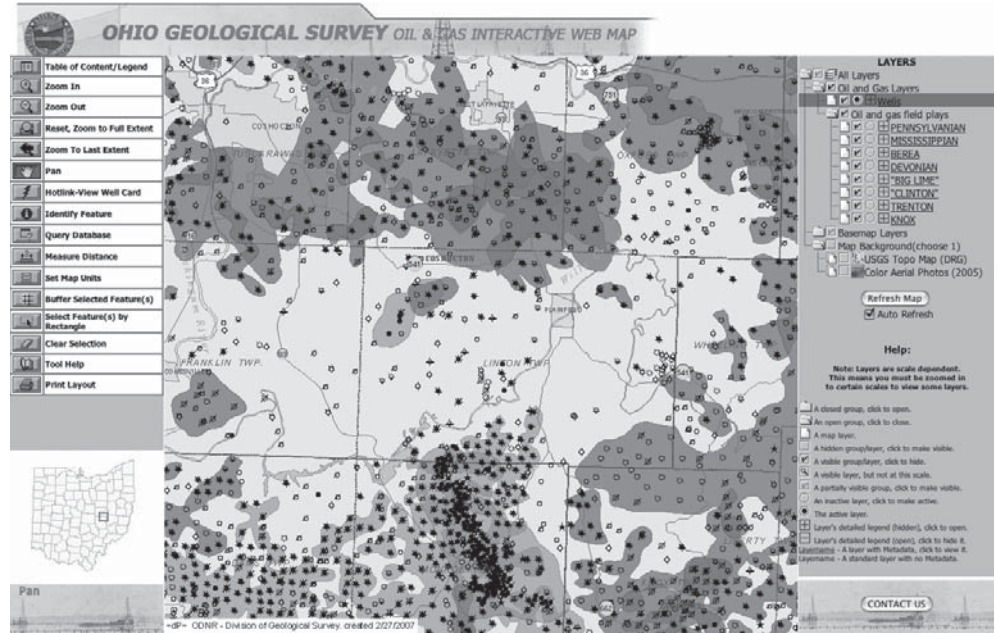 OHIO GEOLOGICAL SURVEY OIL & GAS INTERACTIVE WEB MAP
Table of Content/Legend
Zoom In
Zoom Out
Reset, Zoom to Full Extent
Zoom To Last Extent
Pan
Hotlink-View Well Card
Identify Feature
Query Database
Measure Distance
Set Map Units
Buffer Selected Feature(s)
Select Feature(s) by
Rectangle
Clear Selection
Tool Help
Print Layout
Pan
36
36
751
COSHOCTON
541
COSHOCTON
PLAINFIELD
FRANKLIN TWP.
LINTON TWP
541
662
ODNR - Division of Geological Survey. created 2/27/2007
LAYERS
All Layers
Oil and Gas Layers
Wells
Oil and gas field plays
PENNSYLVANIAN
MISSISSIPPIAN
BEREA
DEVONIAN
"BIG LIME"
"CLINTON"
TRENTON
KNOX
Basemap Layers
Map Background(choose 1)
USGS Topo Map (DRG)
Color Aerial Photos (2005)
Refresh Map
Auto Refresh
Help:
Note: Layers are scale dependent.
This means you must be zoomed in
to certain scales to view some layers.
A closed group, click to open.
An open group, click to close.
A map layer.
A hidden group/layer, click to make visible.
A visible group/layer, click to hide.
A visible layer, but not at this scale.
A partially visible group, click to make visible.
An inactive layer, click to make active.
The active layer.
Layer's detailed legend (hidden), click to open.
Layer's detailed legend (open), click to hide it.
Layername - A layer with Metadata, click to view it.
Layername - A standard layer with no Metadata.
CONTACT US